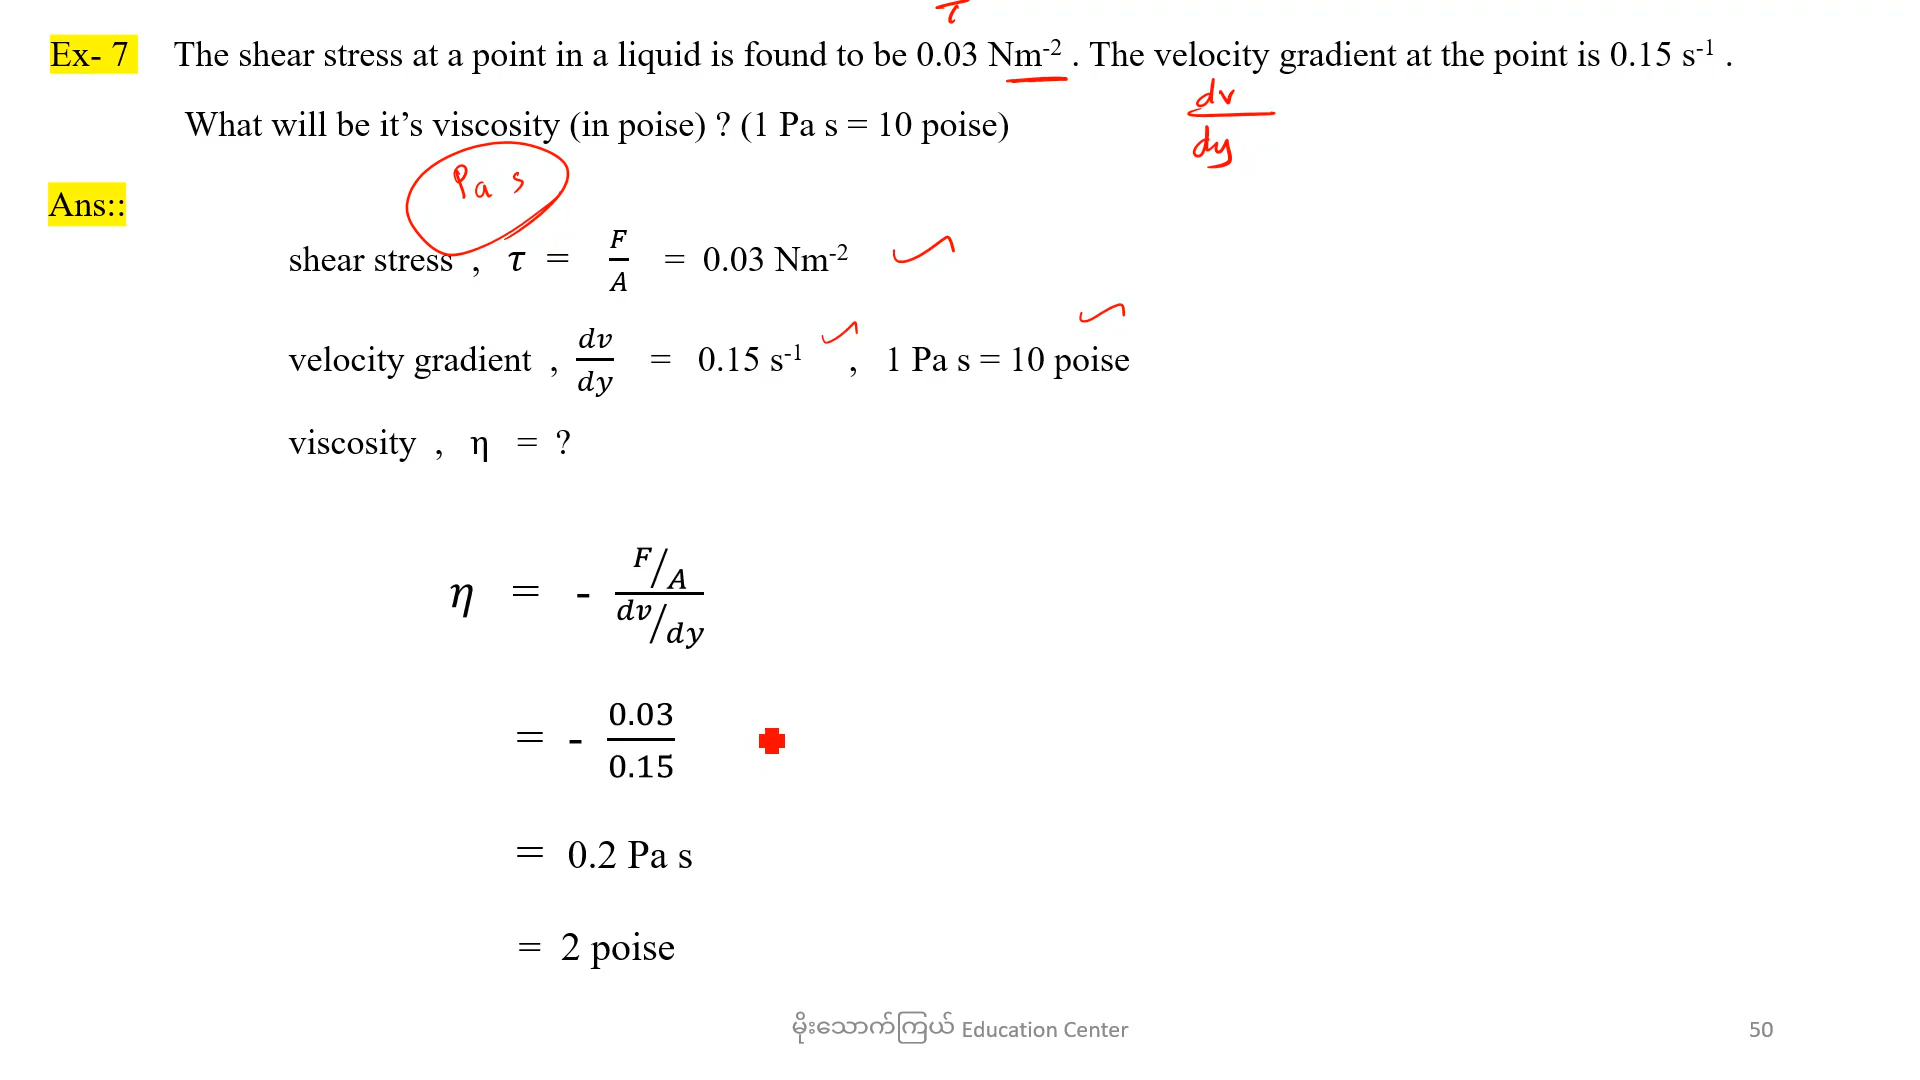 τ
Ex- 7 The shear stress at a point in a liquid is found to be 0.03 Nm⁻² . The velocity gradient at the point is 0.15 s⁻¹ .
dv/dy
What will be it’s viscosity (in poise) ? (1 Pa s = 10 poise)
Pa s
Ans::
shear stress , τ = F/A = 0.03 Nm⁻²
velocity gradient , dv/dy = 0.15 s⁻¹ , 1 Pa s = 10 poise
viscosity , η = ?
η = - (F/A)/(dv/dy)
= - 0.03/0.15
= 0.2 Pa s
= 2 poise
မိုးသောက်ကြယ် Education Center
50